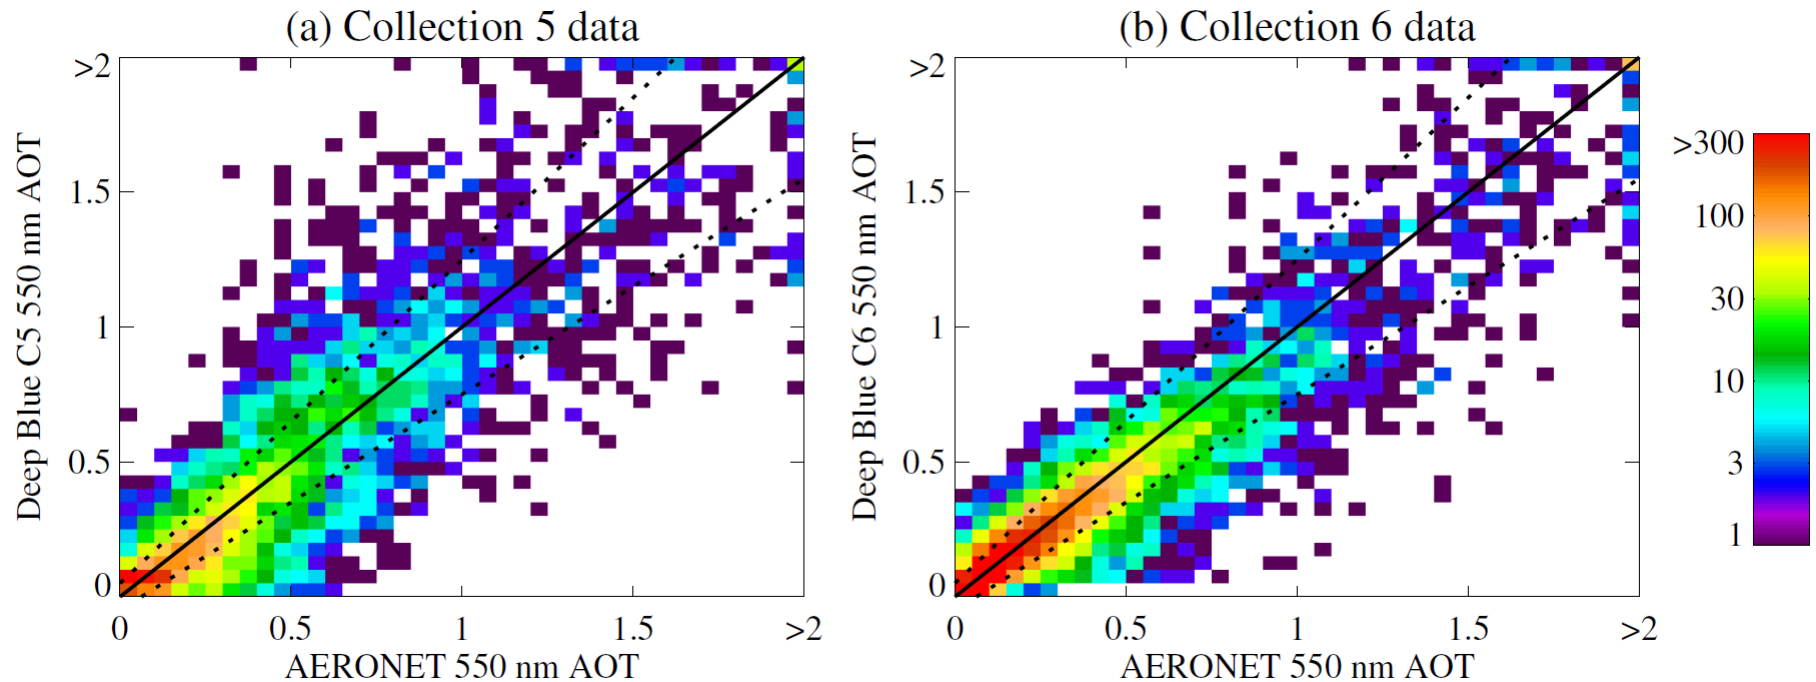 (a) Collection 5 data
>2
1.5
1
0.5
0
Deep Blue C5 550 nm AOT
0 0.5 1 1.5 >2
AERONET 550 nm AOT
(b) Collection 6 data
>2
1.5
1
0.5
0
Deep Blue C6 550 nm AOT
0 0.5 1 1.5 >2
AERONET 550 nm AOT
>300
100
30
10
3
1